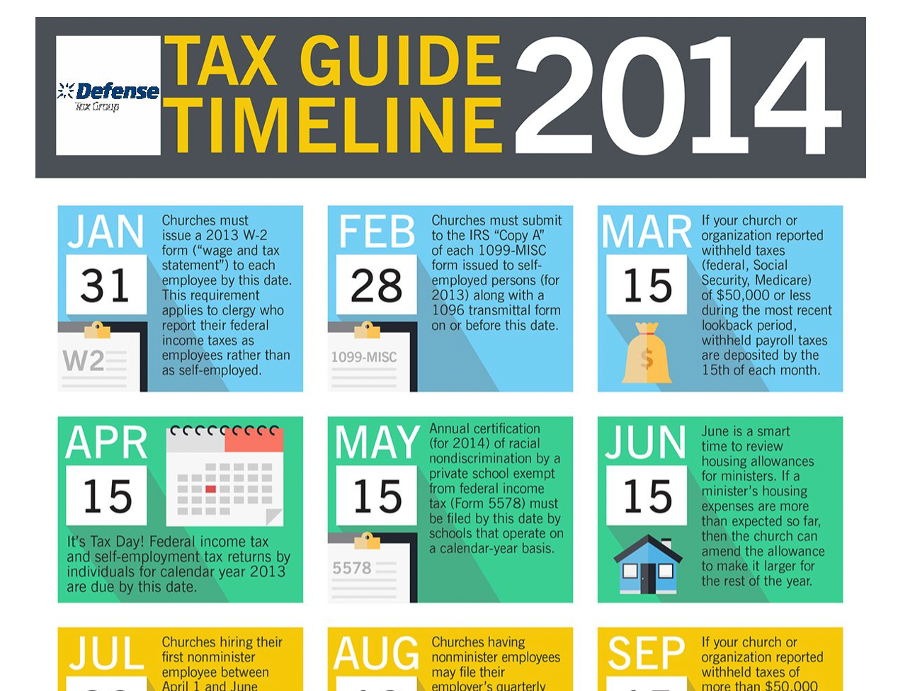 Defense
Tax Group
TAX GUIDE
TIMELINE
2014
JAN
31
W2
Churches must
issue a 2013 W-2
form (“wage and tax
statement”) to each
employee by this date.
This requirement
applies to clergy who
report their federal
income taxes as
employees rather than
as self-employed.
FEB
28
1099-MISC
Churches must submit
to the IRS “Copy A”
of each 1099-MISC
form issued to self-
employed persons (for
2013) along with a
1096 transmittal form
on or before this date.
MAR
15
$
If your church or
organization reported
withheld taxes
(federal, Social
Security, Medicare)
of $50,000 or less
during the most recent
lookback period,
withheld payroll taxes
are deposited by the
15th of each month.
APR
15
It's Tax Day! Federal income tax
and self-employment tax returns by
individuals for calendar year 2013
are due by this date.
MAY
15
5578
Annual certification
(for 2014) of racial
nondiscrimination by a
private school exempt
from federal income
tax (Form 5578) must
be filed by this date by
schools that operate on
a calendar-year basis.
JUN
15
June is a smart
time to review
housing allowances
for ministers. If a
minister's housing
expenses are more
than expected so far,
then the church can
amend the allowance
to make it larger for
the rest of the year.
JUL
Churches hiring their
first nonminister
employee between
April 1 and June
AUG
Churches having
nonminister employees
may file their
employer's quarterly
SEP
If your church or
organization reported
withheld taxes of
more than $50,000